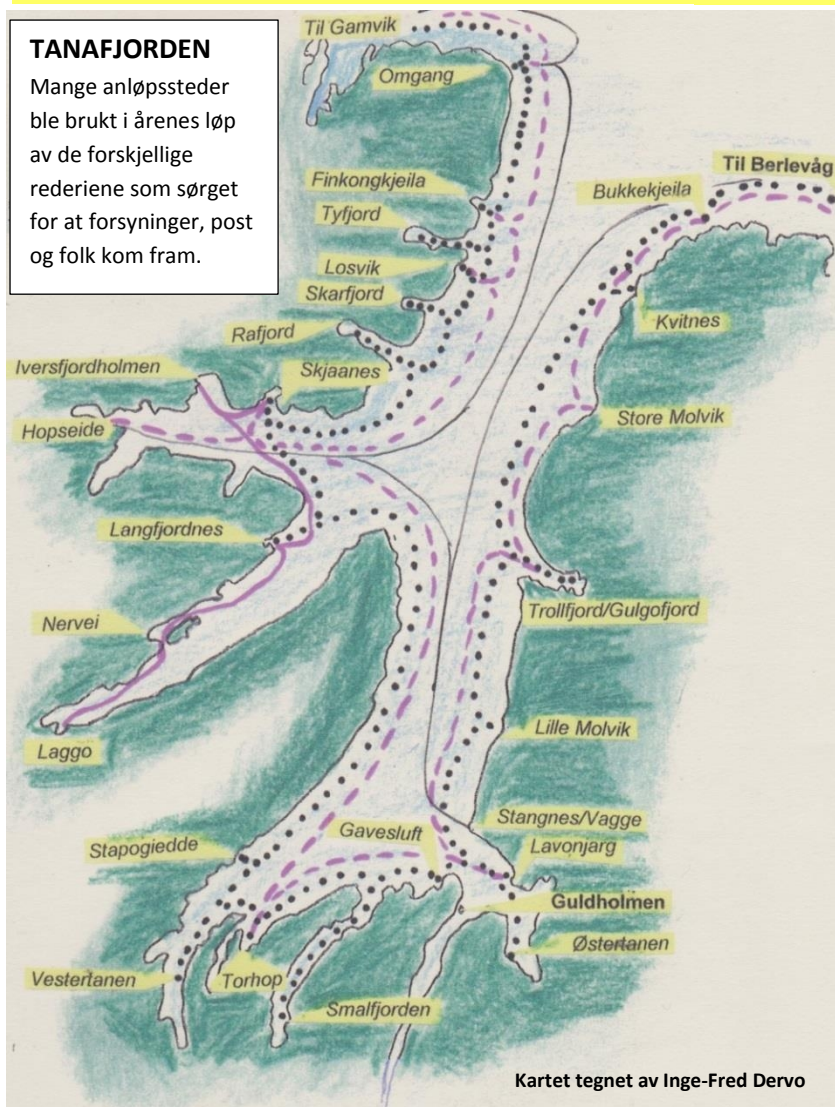 TANAFJORDEN
Mange anløpssteder
ble brukt i årenes løp
av de forskjellige
rederiene som sørget
for at forsyninger, post
og folk kom fram.
Til Gamvik
Omgang
Til Berlevåg
Bukkekjeila
Finkongkjeila
Tyfjord
Losvik
Skarfjord
Kvitnes
Rafjord
Iversfjordholmen
Skjaanes
Store Molvik
Hopseide
Langfjordnes
Trollfjord/Gulgofjord
Nervei
Lille Molvik
Laggo
Stangnes/Vagge
Gavesluft
Stapogiedde
Lavonjarg
Guldholmen
Østertanen
Vestertanen
Torhop
Smalfjorden
Kartet tegnet av Inge-Fred Dervo